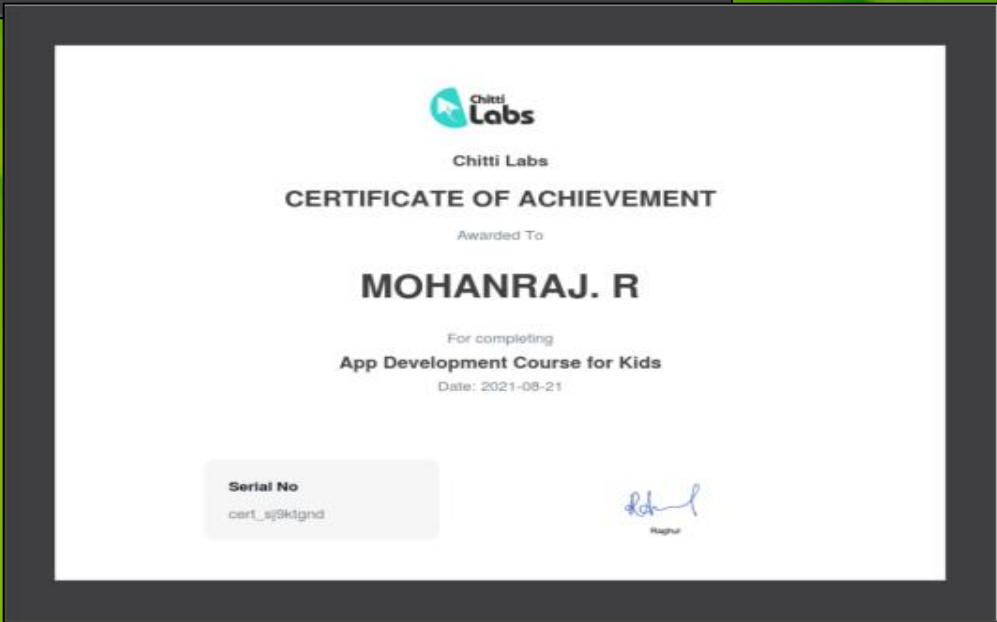 Chitti
Labs
Chitti Labs
CERTIFICATE OF ACHIEVEMENT
Awarded To
MOHANRAJ. R
For completing
App Development Course for Kids
Date: 2021-08-21
Serial No
cert_sj9ktgnd
Raghul